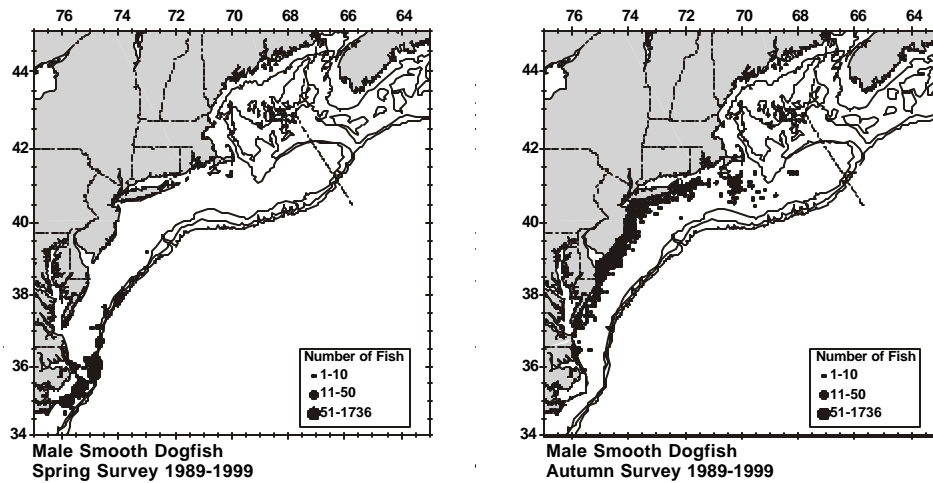 76 74 72 70 68 66 64
44
42
40
38
36
34
Number of Fish
1-10
11-50
51-1736
Male Smooth Dogfish
Spring Survey 1989-1999
76 74 72 70 68 66 64
44
42
40
38
36
34
Number of Fish
1-10
11-50
51-1736
Male Smooth Dogfish
Autumn Survey 1989-1999